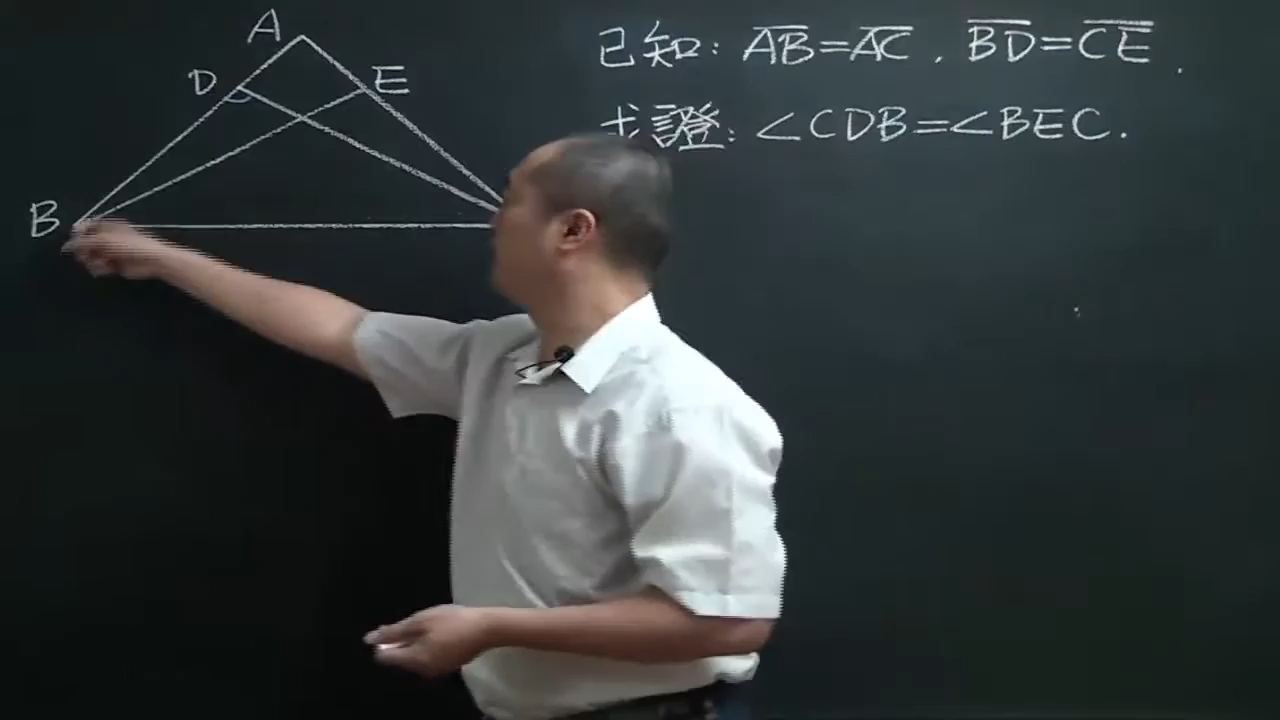 A
D
E
B
已知: AB=AC, BD=CE.
求證: ∠CDB=∠BEC.